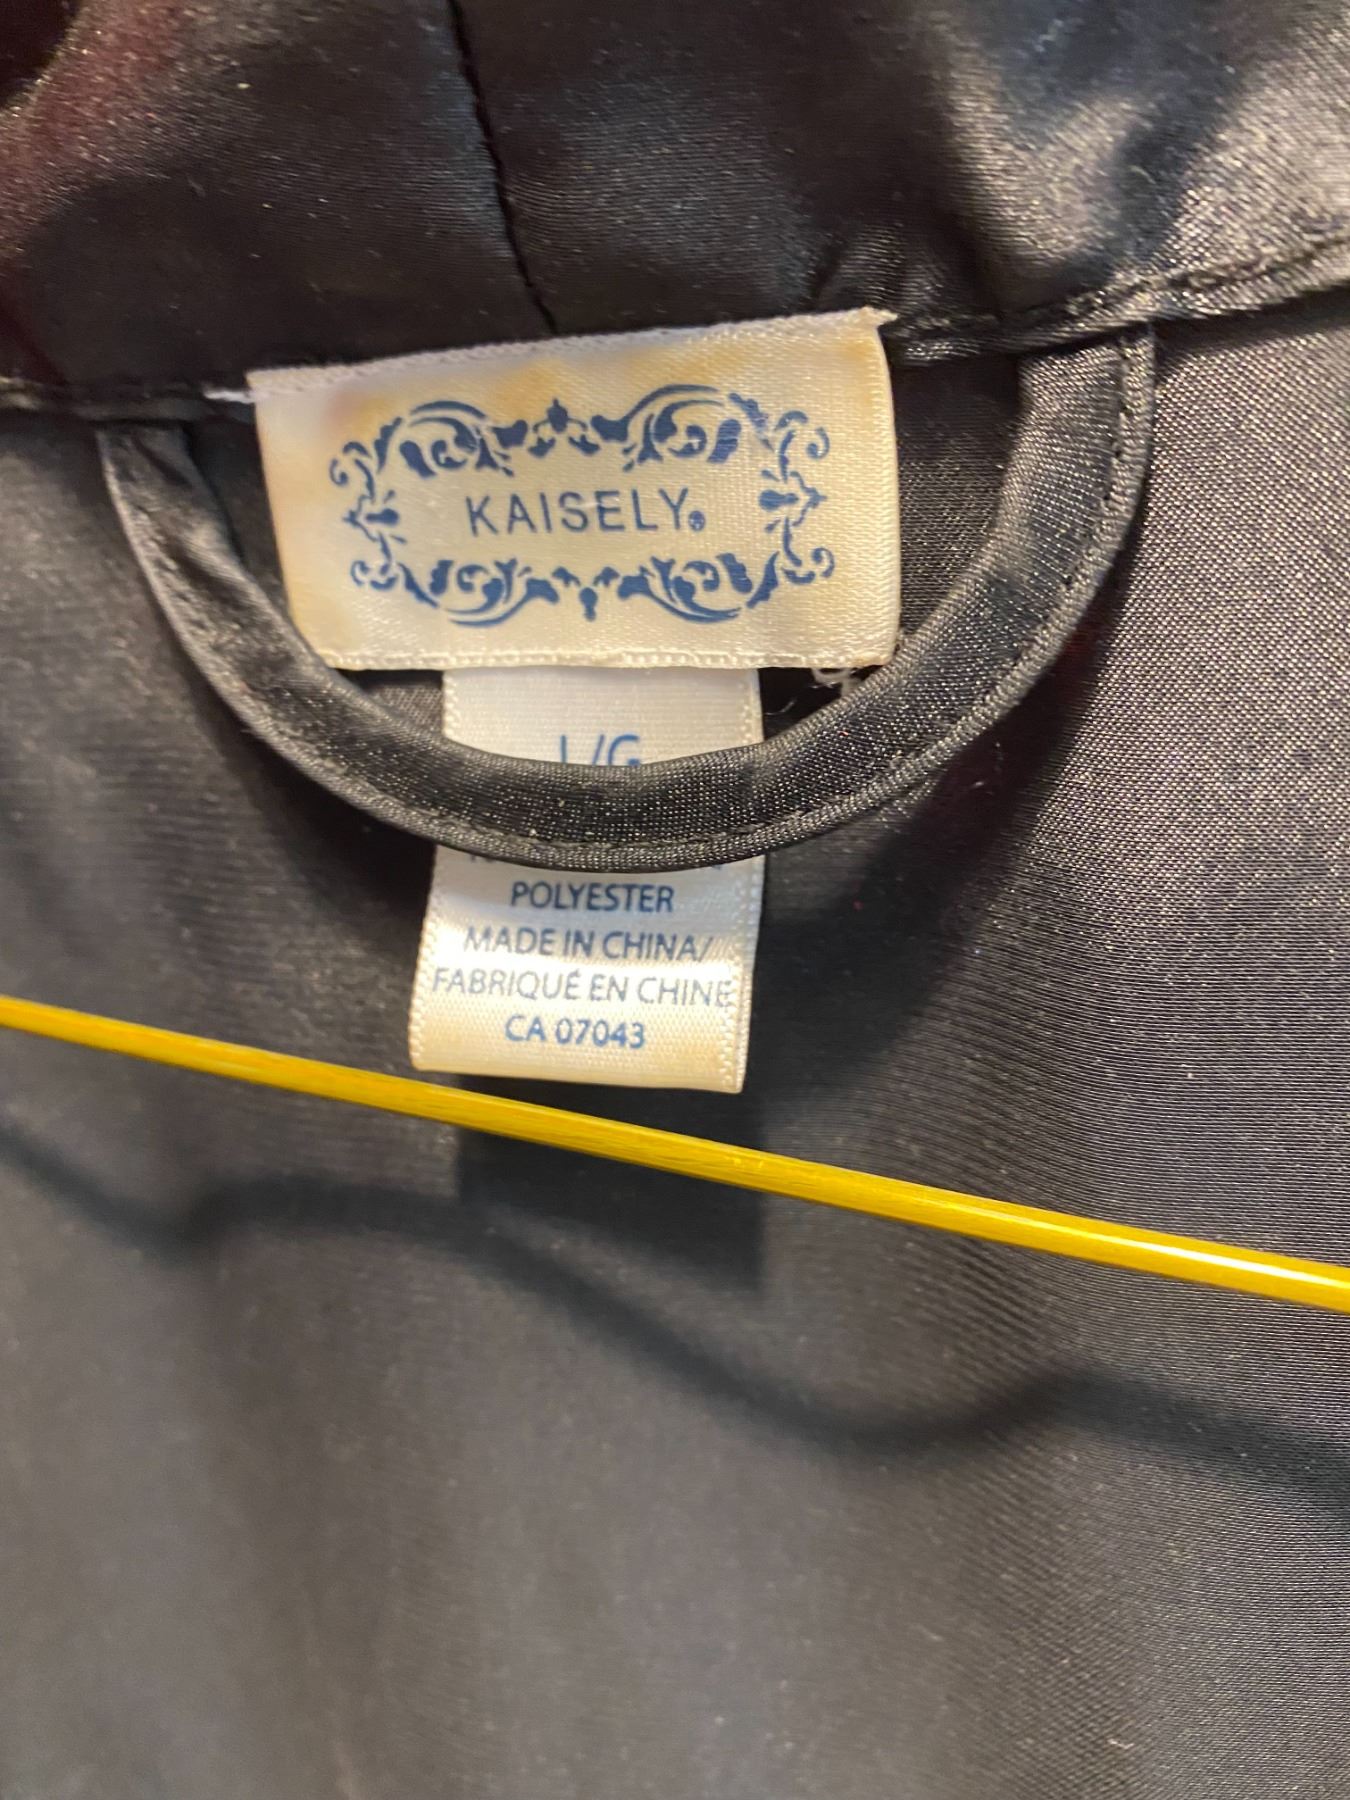 KAISELY®
L/G
POLYESTER
MADE IN CHINA/
FABRIQUÉ EN CHINE
CA 07043